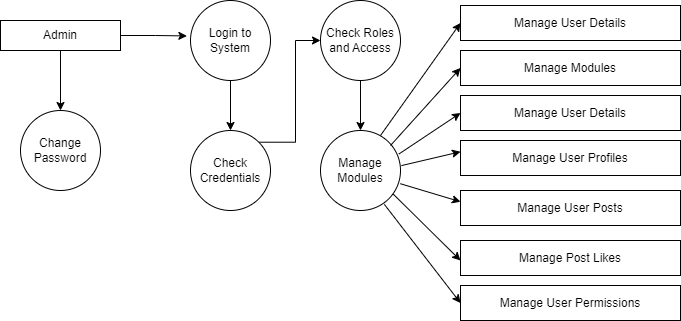 Admin
Change
Password
Login to
System
Check
Credentials
Check Roles
and Access
Manage
Modules
Manage User Details
Manage Modules
Manage User Details
Manage User Profiles
Manage User Posts
Manage Post Likes
Manage User Permissions